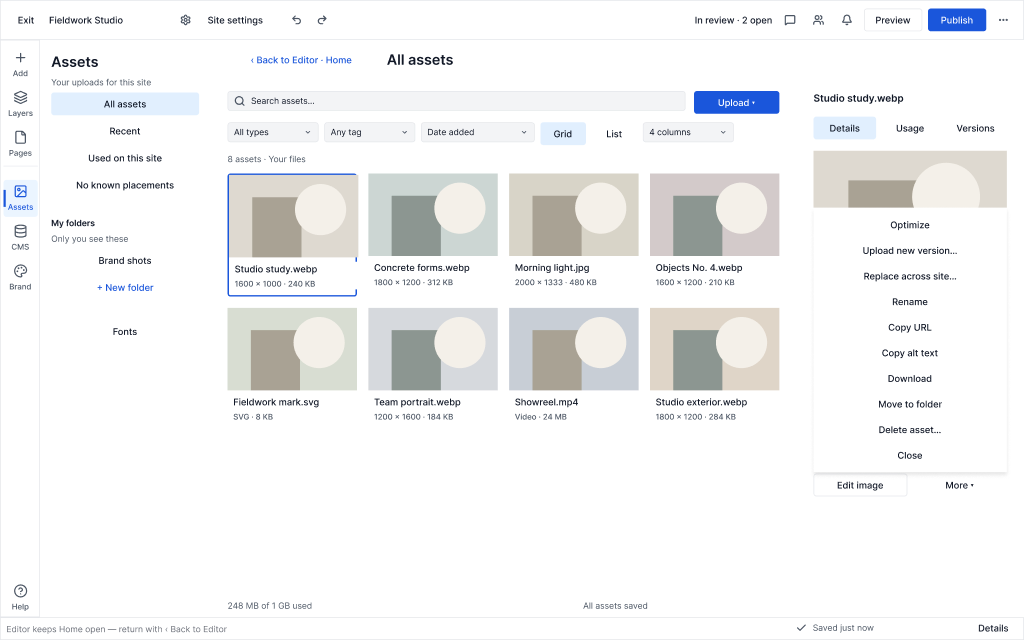 Exit
Fieldwork Studio
Site settings
In review · 2 open
Preview
Publish
Add
Layers
Pages
Assets
CMS
Brand
Help
Assets
Your uploads for this site
All assets
Recent
Used on this site
No known placements
My folders
Only you see these
Brand shots
+ New folder
Fonts
‹ Back to Editor · Home
All assets
Search assets...
Upload
All types
Any tag
Date added
Grid
List
4 columns
8 assets · Your files
Studio study.webp
1600 × 1000 · 240 KB
Concrete forms.webp
1800 × 1200 · 312 KB
Morning light.jpg
2000 × 1333 · 480 KB
Objects No. 4.webp
1600 × 1200 · 210 KB
Fieldwork mark.svg
SVG · 8 KB
Team portrait.webp
1200 × 1600 · 184 KB
Showreel.mp4
Video · 24 MB
Studio exterior.webp
1800 × 1200 · 284 KB
248 MB of 1 GB used
All assets saved
Studio study.webp
Details
Usage
Versions
Optimize
Upload new version...
Replace across site...
Rename
Copy URL
Copy alt text
Download
Move to folder
Delete asset...
Close
Edit image
More
Editor keeps Home open — return with ‹ Back to Editor
Saved just now
Details